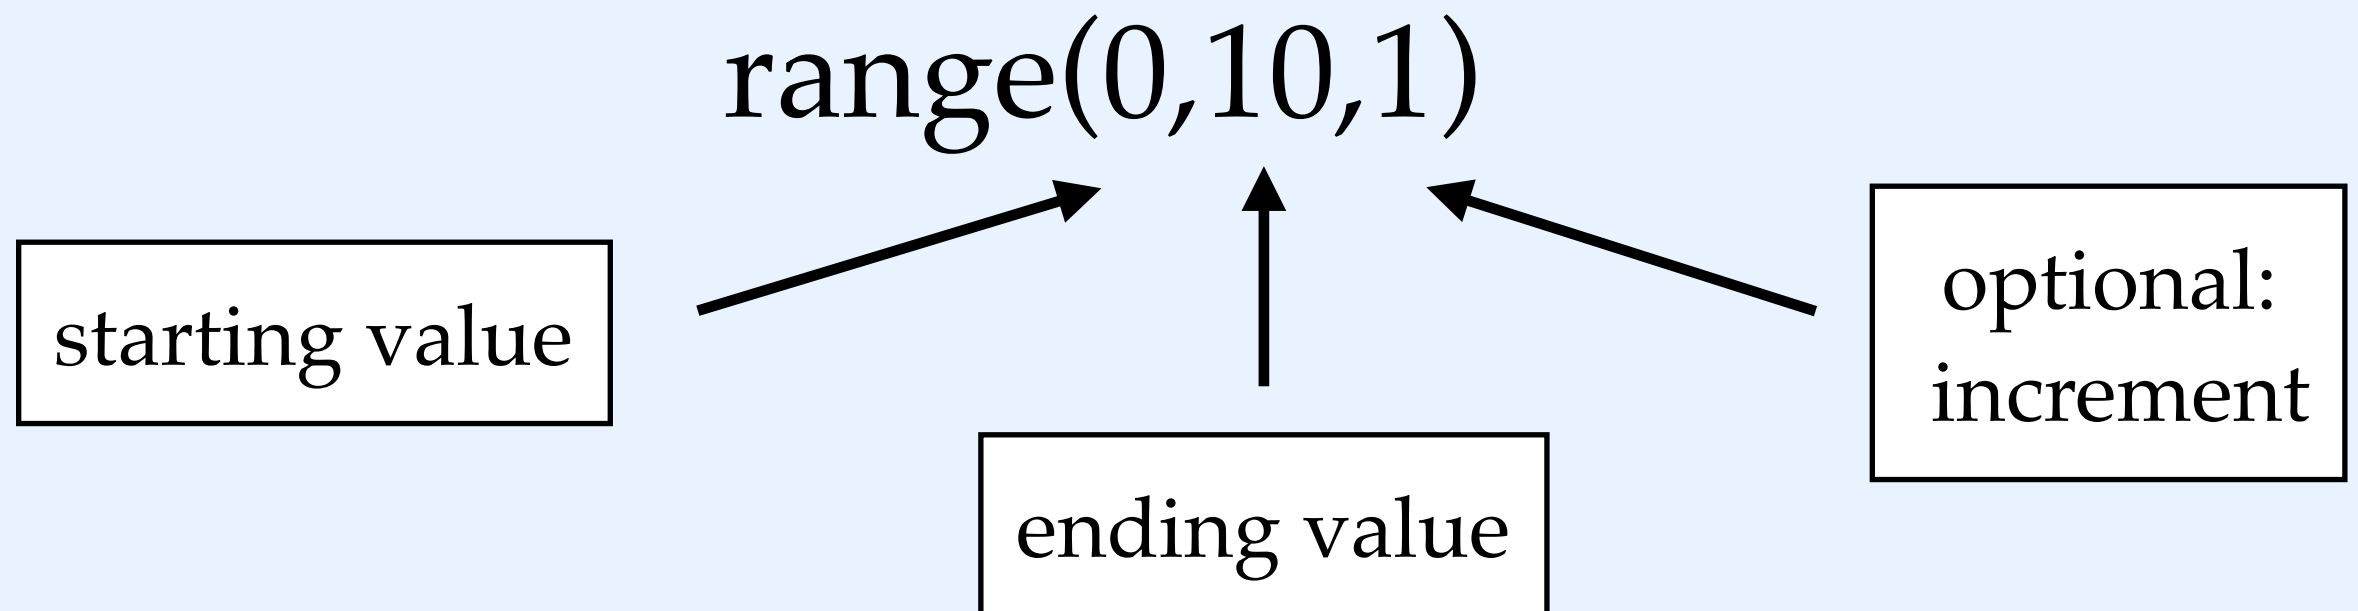 range(0,10,1)
starting value
ending value
optional:
increment